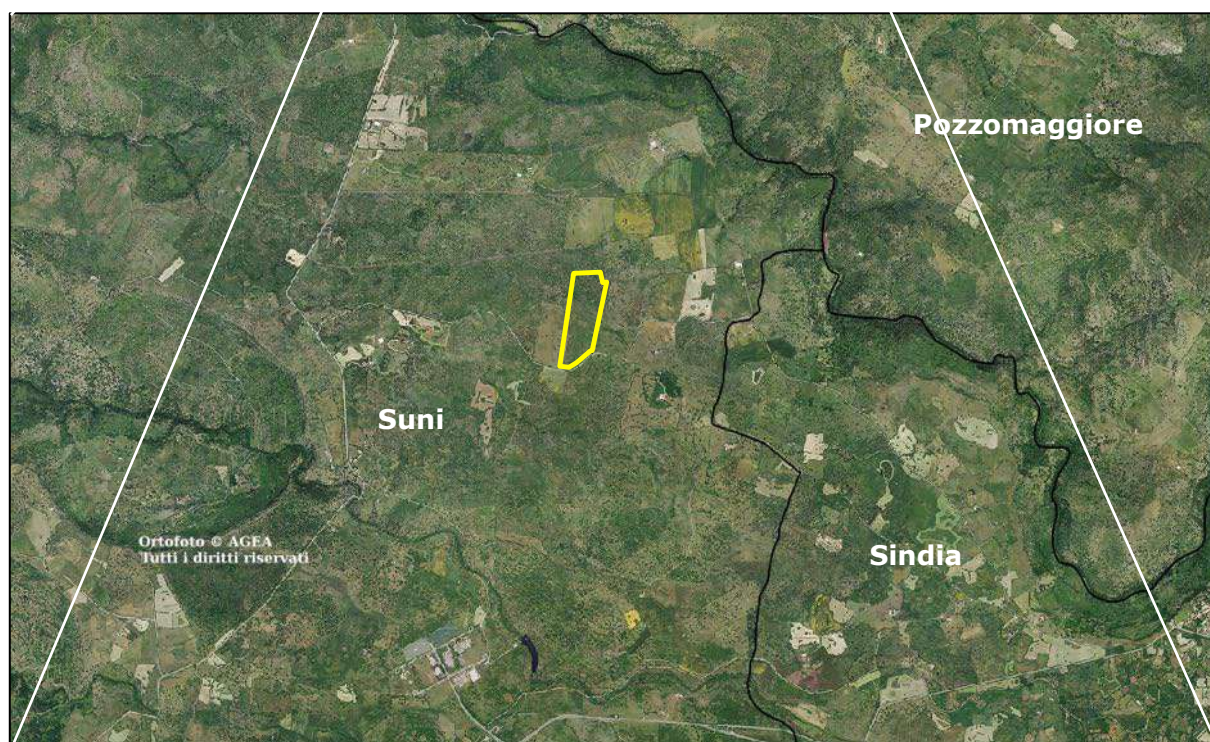 Pozzomaggiore
Suni
Ortofoto © AGEA
Tutti i diritti riservati
Sindia